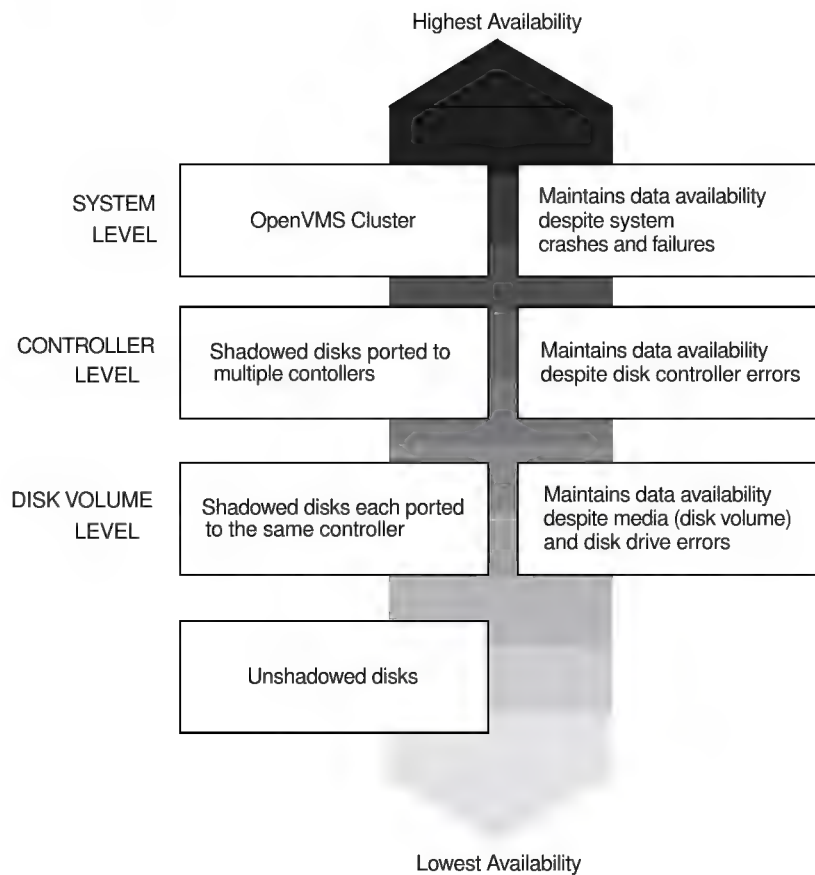 Highest Availability
SYSTEM
LEVEL
OpenVMS Cluster
Maintains data availability
despite system
crashes and failures
CONTROLLER
LEVEL
Shadowed disks ported to
multiple contollers
Maintains data availability
despite disk controller errors
DISK VOLUME
LEVEL
Shadowed disks each ported
to the same controller
Maintains data availability
despite media (disk volume)
and disk drive errors
Unshadowed disks
Lowest Availability